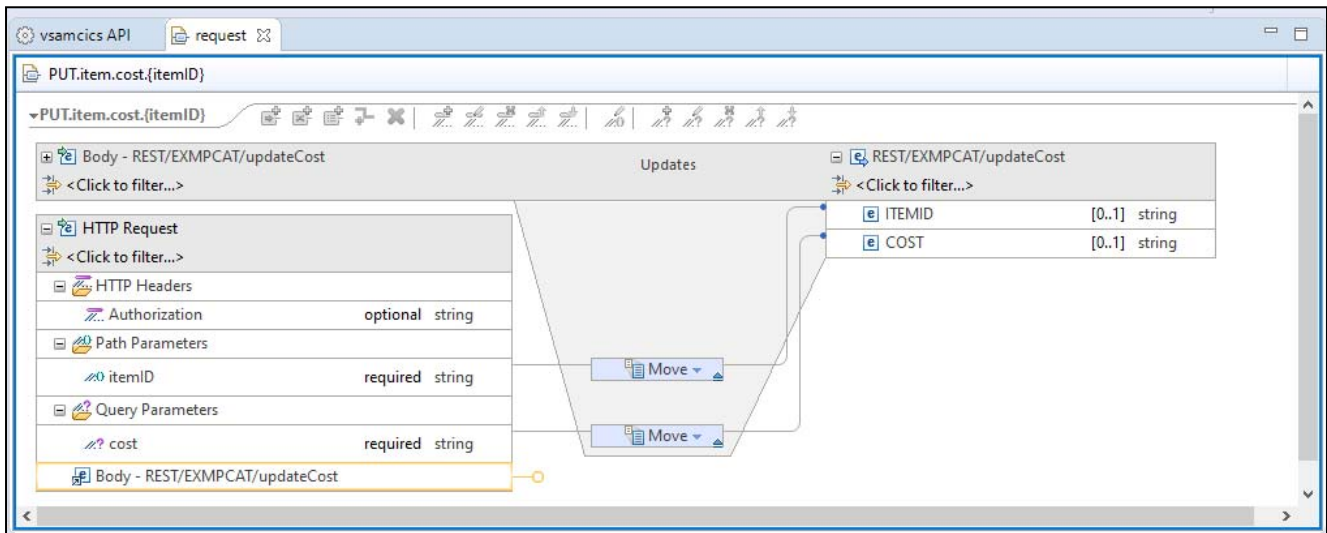 vsamcics API request
PUT.item.cost.{itemID}
PUT.item.cost.{itemID}
Body - REST/EXMPCAT/updateCost
<Click to filter...>
Updates
REST/EXMPCAT/updateCost
<Click to filter...>
ITEMID [0..1] string
COST [0..1] string
HTTP Request
<Click to filter...>
HTTP Headers
Authorization optional string
Path Parameters
itemID required string
Move
Query Parameters
cost required string
Move
Body - REST/EXMPCAT/updateCost